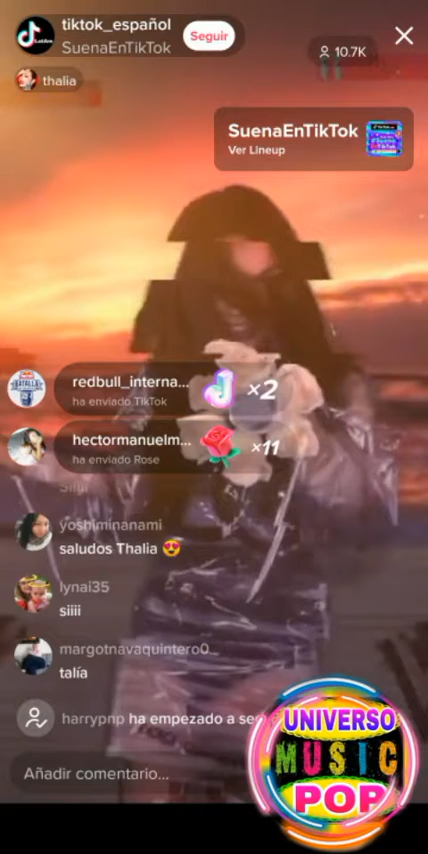 tiktok_español
SuenaEnTikTok
Seguir
10.7K
LatAm
thalia
SuenaEnTikTok
Ver Lineup
redbull_interna...
ha enviado TikTok
×2
hectormanuelm...
ha enviado Rose
×11
yoshiminanami
saludos Thalia 😍
lynai35
siiii
margotnavaquintero0_
talía
harrypnp ha empezado a se
Añadir comentario...
UNIVERSO
MUSIC
POP